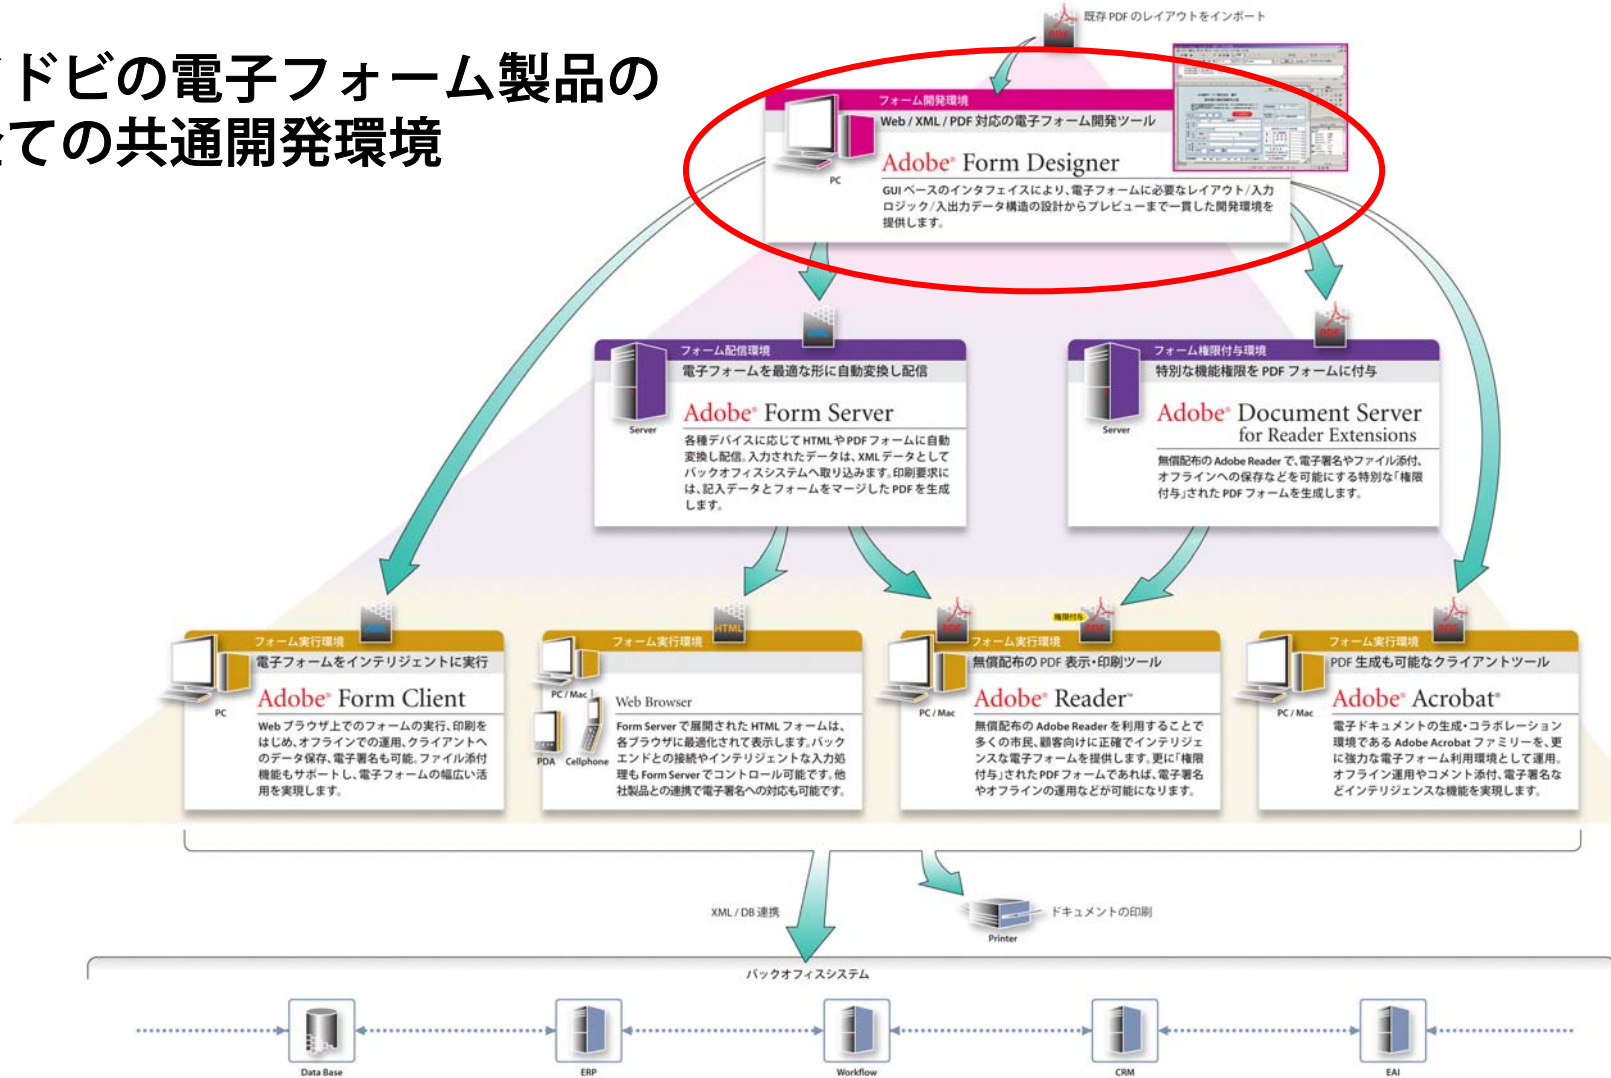 ドビの電子フォーム製品の
ての共通開発環境
既存 PDF のレイアウトをインポート
PDF
フォーム開発環境
Web / XML / PDF 対応の電子フォーム開発ツール
Adobe® Form Designer
PC
GUI ベースのインタフェイスにより、電子フォームに必要なレイアウト/入力
ロジック/入出力データ構造の設計からプレビューまで一貫した開発環境を
提供します。
PDF
フォーム配信環境
電子フォームを最適な形に自動変換し配信
Adobe® Form Server
Server
各種デバイスに応じて HTML や PDF フォームに自動
変換し配信。入力されたデータは、XML データとして
バックオフィスシステムへ取り込みます。印刷要求に
は、記入データとフォームをマージした PDF を生成
します。
フォーム権限付与環境
特別な機能権限を PDF フォームに付与
Adobe® Document Server
for Reader Extensions
Server
無償配布の Adobe Reader で、電子署名やファイル添付、
オフラインへの保存などを可能にする特別な「権限
付与」された PDF フォームを生成します。
フォーム実行環境
電子フォームをインテリジェントに実行
Adobe® Form Client
PC
Web ブラウザ上でのフォームの実行、印刷を
はじめ、オフラインでの運用、クライアントへ
のデータ保存、電子署名も可能。ファイル添付
機能もサポートし、電子フォームの幅広い活
用を実現します。
HTML
フォーム実行環境
PC / Mac
Web Browser
PDA
Cellphone
Form Server で展開された HTML フォームは、
各ブラウザに最適化されて表示します。バック
エンドとの接続やインテリジェントな入力処
理も Form Server でコントロール可能です。他
社製品との連携で電子署名への対応も可能です。
PDF
権限付与
PDF
フォーム実行環境
無償配布の PDF 表示・印刷ツール
Adobe® Reader™
PC / Mac
無償配布の Adobe Reader を利用することで
多くの市民、顧客向けに正確でインテリジェ
ンスな電子フォームを提供します。更に「権限
付与」された PDF フォームであれば、電子署名
やオフラインの運用などが可能になります。
PDF
フォーム実行環境
PDF 生成も可能なクライアントツール
Adobe® Acrobat®
PC / Mac
電子ドキュメントの生成・コラボレーション
環境である Adobe Acrobat ファミリーを、更
に強力な電子フォーム利用環境として運用。
オフライン運用やコメント添付、電子署名な
どインテリジェンスな機能を実現します。
XML / DB 連携
ドキュメントの印刷
Printer
バックオフィスシステム
Data Base
ERP
Workflow
CRM
EAI